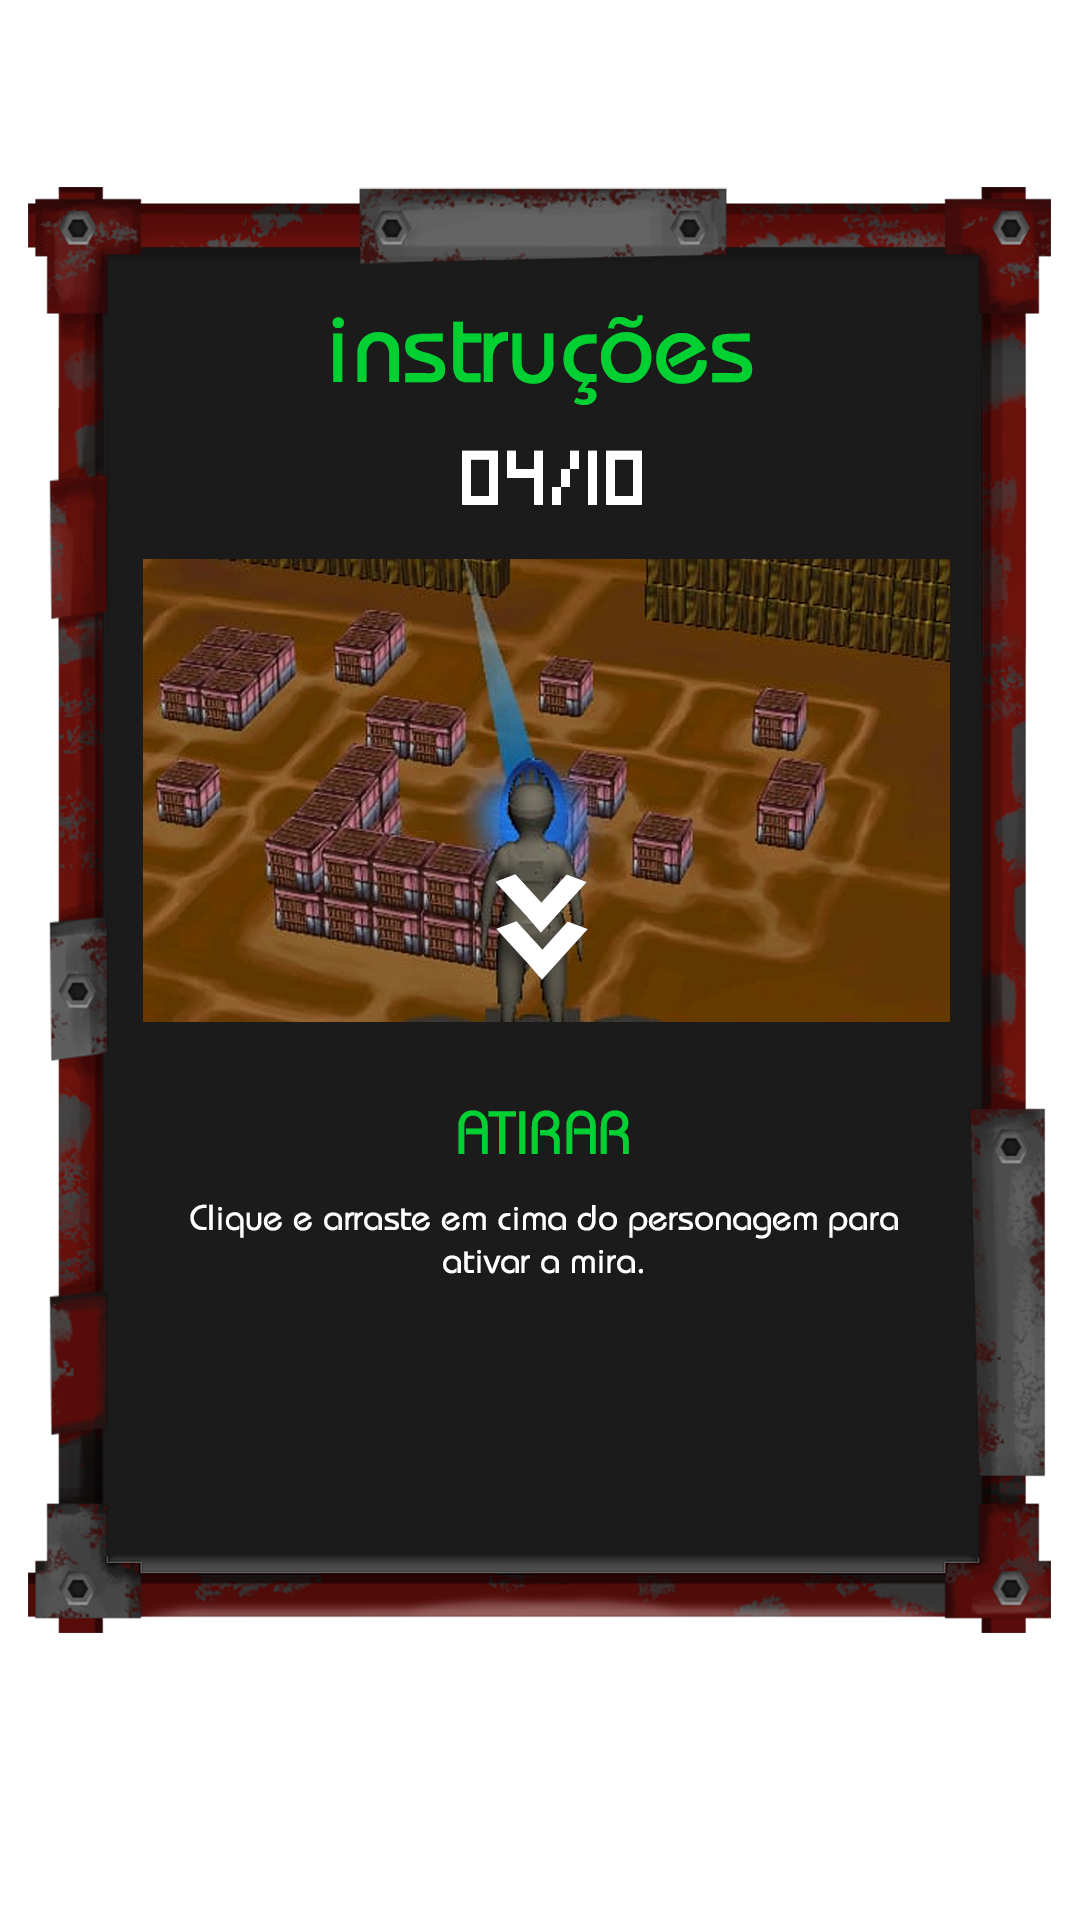 instruções
04/10
ATIRAR
Clique e arraste em cima do personagem para
ativar a mira.